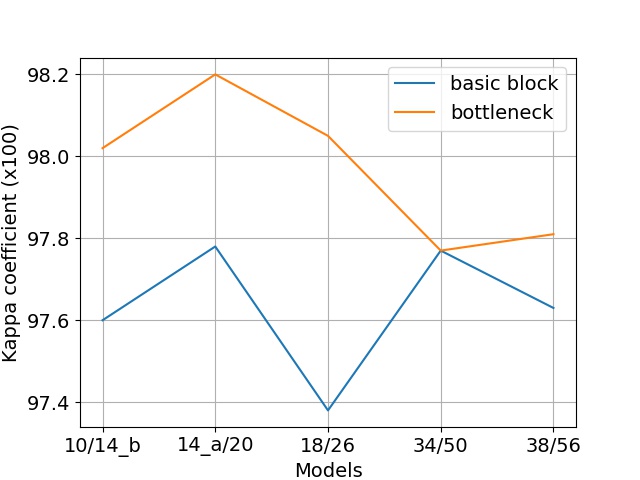 Kappa coefficient (x100)
98.2
98.0
97.8
97.6
97.4
basic block
bottleneck
10/14_b
14_a/20
18/26
34/50
38/56
Models